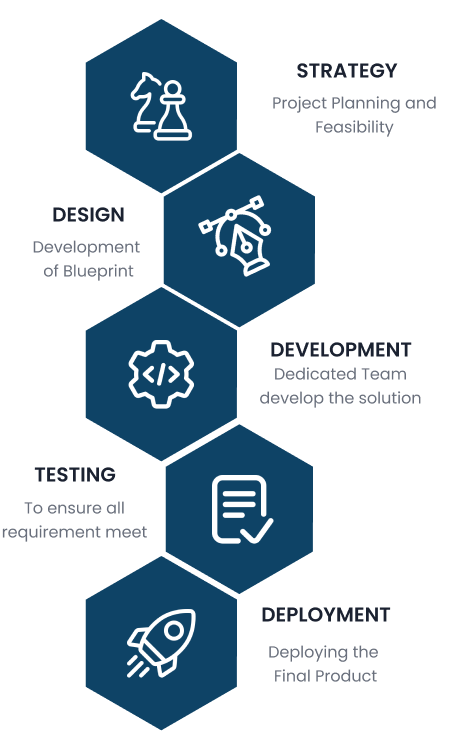 STRATEGY
Project Planning and
Feasibility
DESIGN
Development
of Blueprint
DEVELOPMENT
Dedicated Team
develop the solution
TESTING
To ensure all
requirement meet
DEPLOYMENT
Deploying the
Final Product